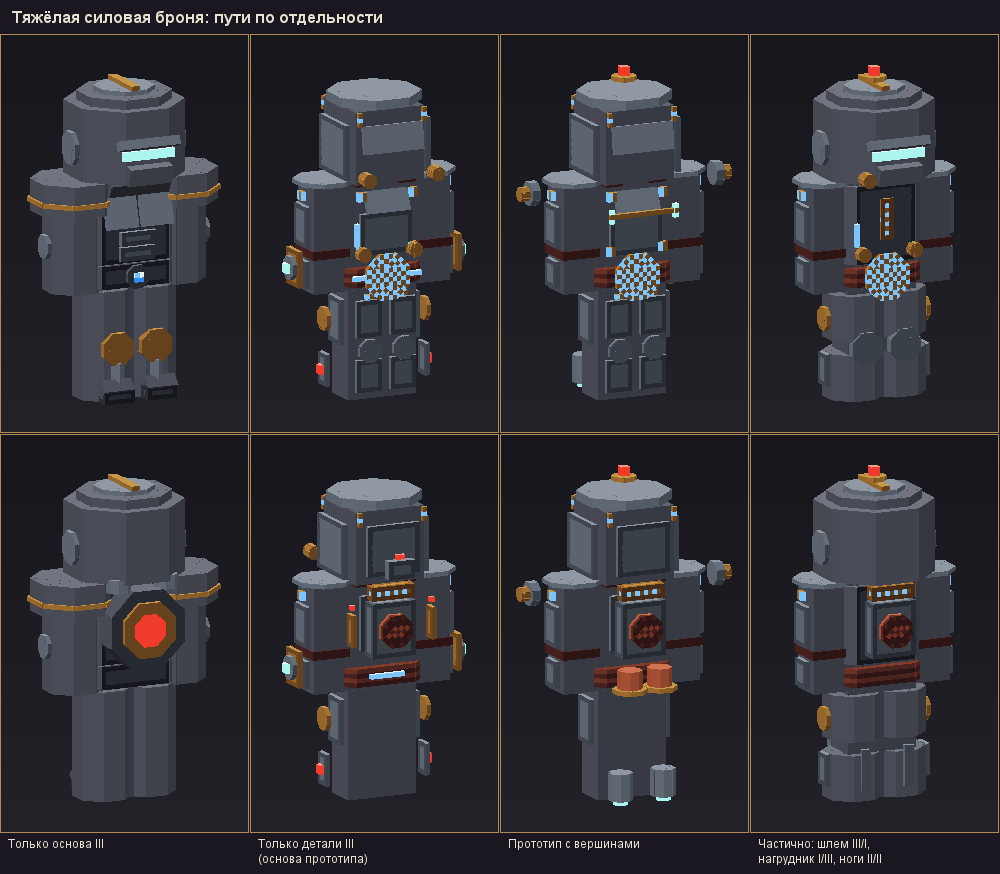 Тяжёлая силовая броня: пути по отдельности
Только основа III
Только детали III
(основа прототипа)
Прототип с вершинами
Частично: шлем III/I,
нагрудник I/III, ноги II/II